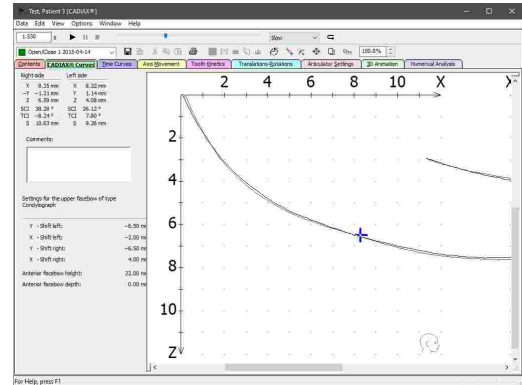 Test, Patient 3 [CADIAX®]
Data Edit View Options Window Help
1.530 s Slow
Open/Close 1 2015-04-14 150.0%
Contents CADIAX® Curves Time Curves Axis Movement Tooth Kinetics Translations-Rotations Articulator Settings 3D Animation Numerical Analysis
Right side Left side
X 8.35 mm X 8.32 mm
-Y -1.21 mm Y 1.14 mm
Z 6.59 mm Z 4.08 mm
SCI 38.28 ° SCI 26.12 °
TCI -8.24 ° TCI 7.80 °
S 10.63 mm S 9.26 mm
Comments:
Settings for the upper facebow of type
Condylograph
Y - Shift left: -6.50 mm
X - Shift left: -2.00 mm
Y - Shift right: -6.50 mm
X - Shift right: 4.00 mm
Anterior facebow height: 22.00 mm
Anterior facebow depth: 0.00 mm
2 4 6 8 10 X
2
4
6
8
10
Z
For Help, press F1